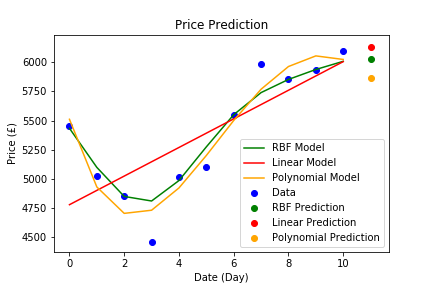 Price Prediction
Price (£)
6000
5750
5500
5250
5000
4750
4500
RBF Model
Linear Model
Polynomial Model
Data
RBF Prediction
Linear Prediction
Polynomial Prediction
0 2 4 6 8 10
Date (Day)